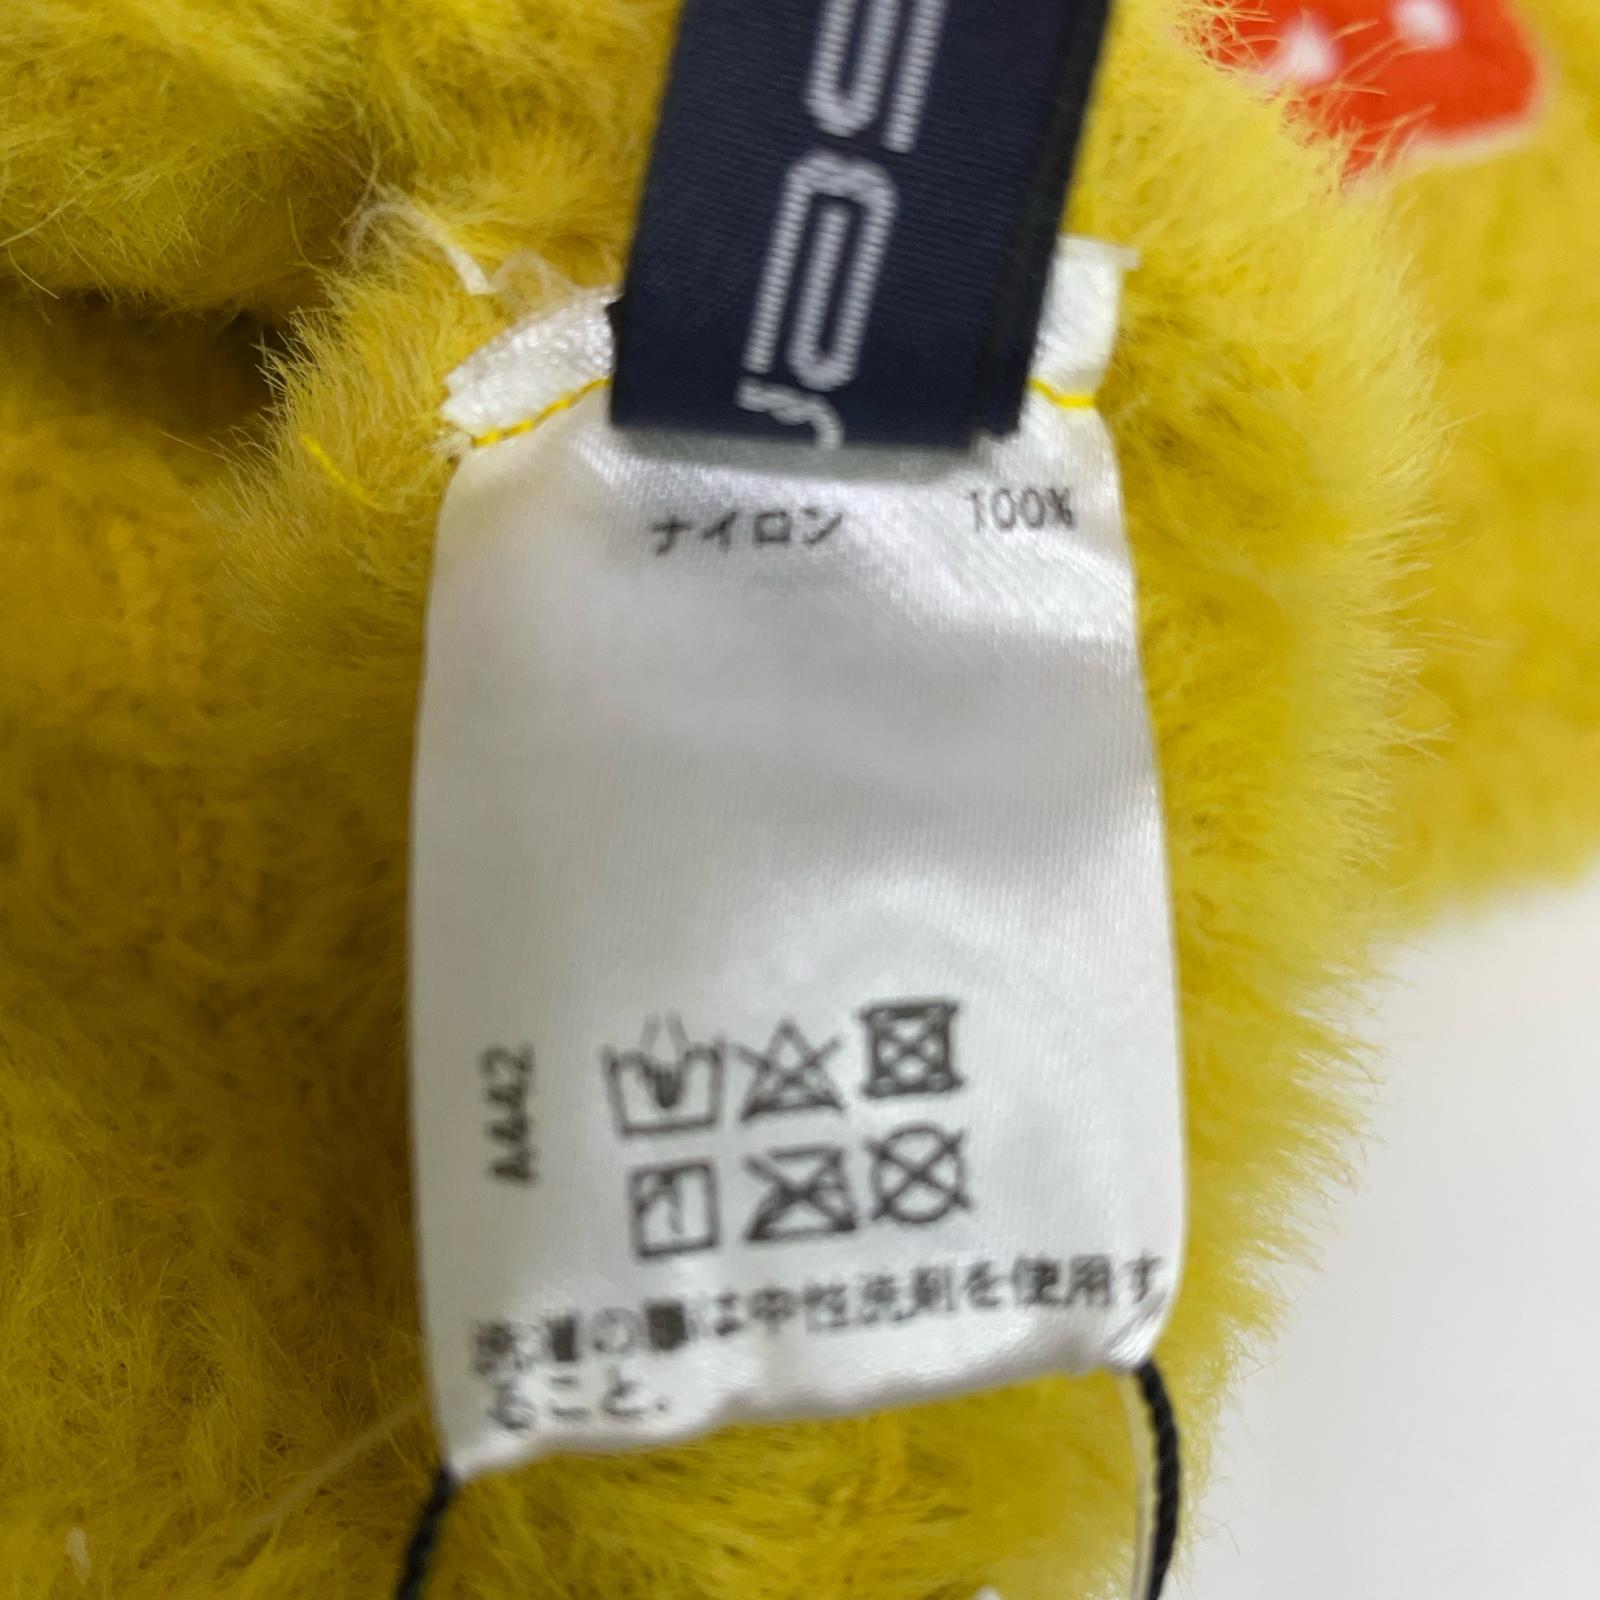 ナイロン 100%
A442
洗濯の際は中性洗剤を使用す
ること.